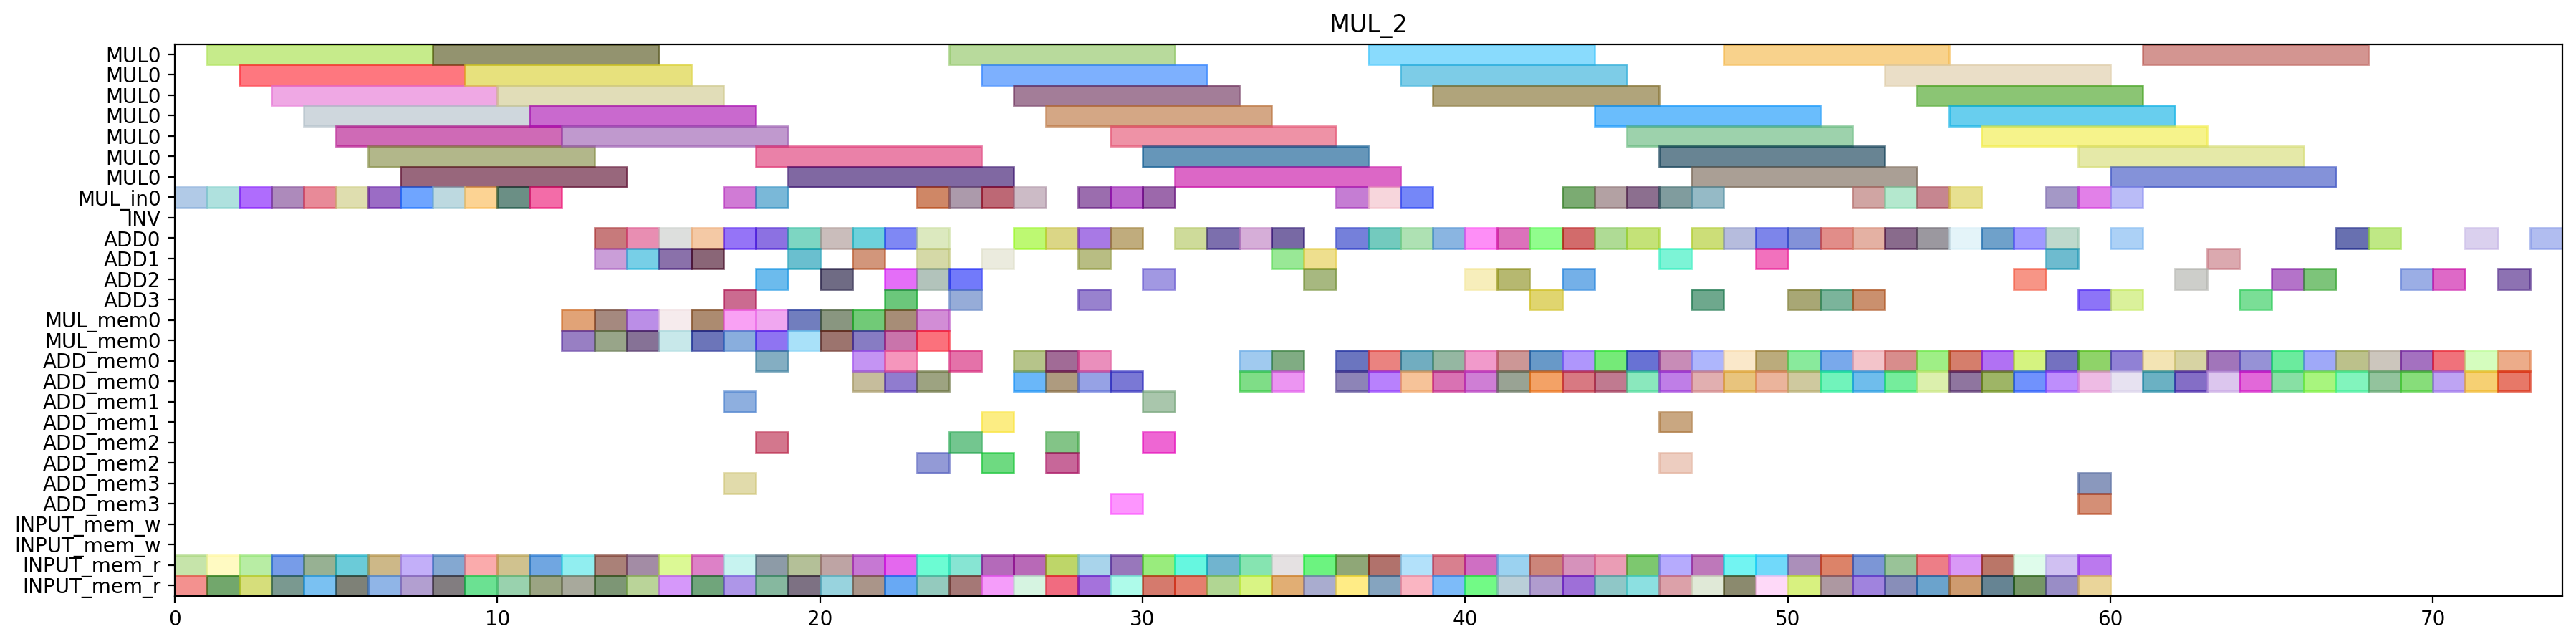 MUL_2
MUL0
MUL0
MUL0
MUL0
MUL0
MUL0
MUL0
MUL_in0
INV
ADD0
ADD1
ADD2
ADD3
MUL_mem0
MUL_mem0
ADD_mem0
ADD_mem0
ADD_mem1
ADD_mem1
ADD_mem2
ADD_mem2
ADD_mem3
ADD_mem3
INPUT_mem_w
INPUT_mem_w
INPUT_mem_r
INPUT_mem_r
0 10 20 30 40 50 60 70